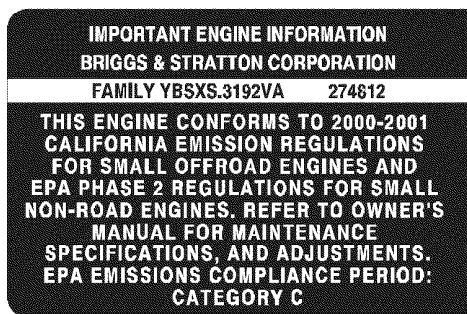 IMPORTANT ENGINE INFORMATION
BRIGGS & STRATTON CORPORATION
FAMILY YBSXS.3192VA 274812
THIS ENGINE CONFORMS TO 2000-2001
CALIFORNIA EMISSION REGULATIONS
FOR SMALL OFFROAD ENGINES AND
EPA PHASE 2 REGULATIONS FOR SMALL
NON-ROAD ENGINES. REFER TO OWNER'S
MANUAL FOR MAINTENANCE
SPECIFICATIONS, AND ADJUSTMENTS.
EPA EMISSIONS COMPLIANCE PERIOD:
CATEGORY C